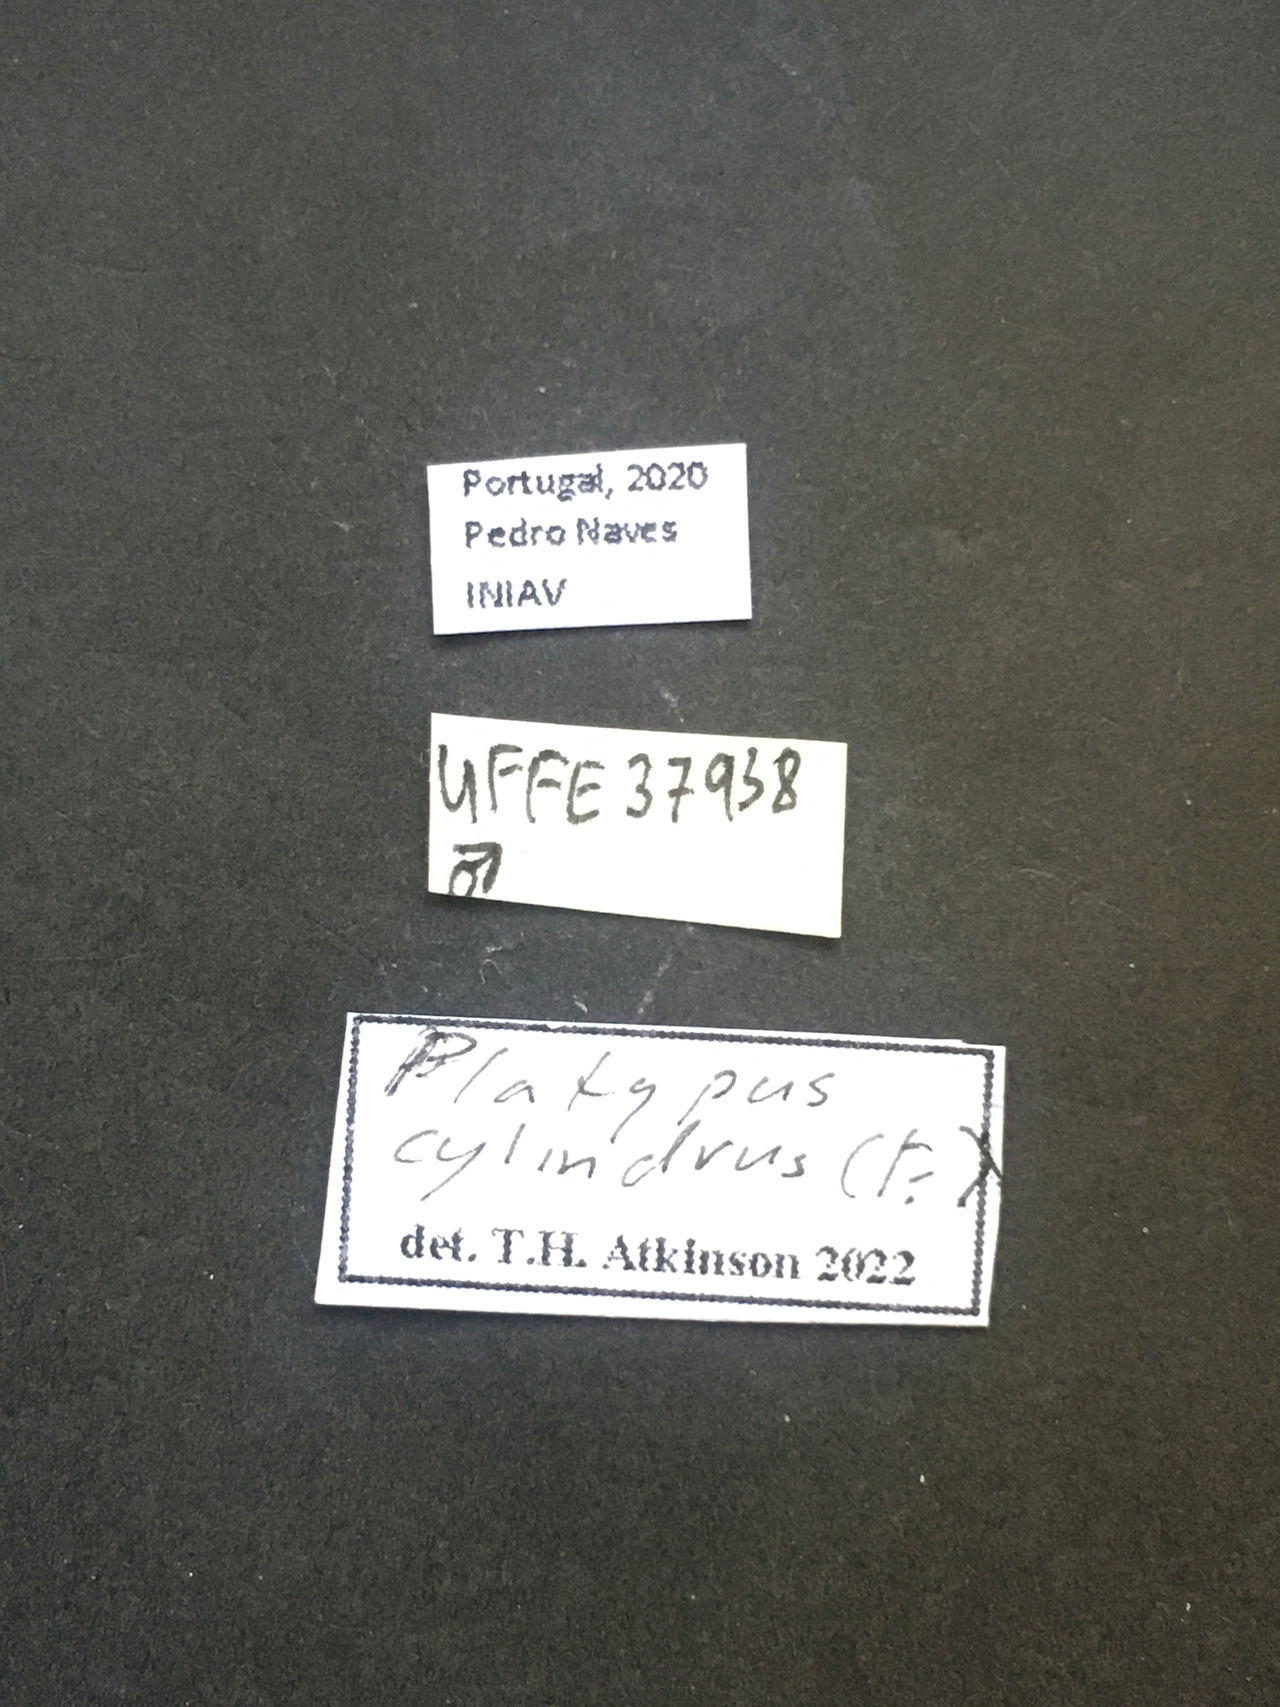 Portugal, 2020
Pedro Naves
INIAV
UFFE 37938
♂
Platypus
cylindrus (F.)
det. T.H. Atkinson 2022